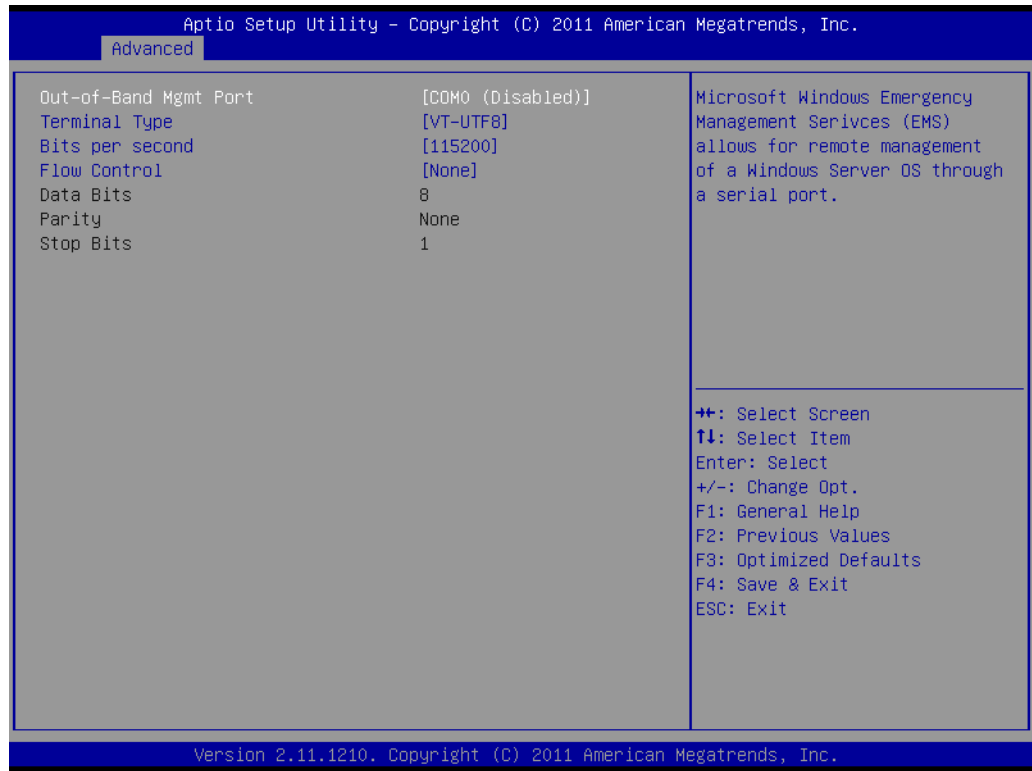 Aptio Setup Utility – Copyright (C) 2011 American Megatrends, Inc.
Advanced
Out-of-Band Mgmt Port [COM0 (Disabled)]
Terminal Type [VT-UTF8]
Bits per second [115200]
Flow Control [None]
Data Bits 8
Parity None
Stop Bits 1
Microsoft Windows Emergency
Management Serivces (EMS)
allows for remote management
of a Windows Server OS through
a serial port.
→←: Select Screen
↑↓: Select Item
Enter: Select
+/-: Change Opt.
F1: General Help
F2: Previous Values
F3: Optimized Defaults
F4: Save & Exit
ESC: Exit
Version 2.11.1210. Copyright (C) 2011 American Megatrends, Inc.